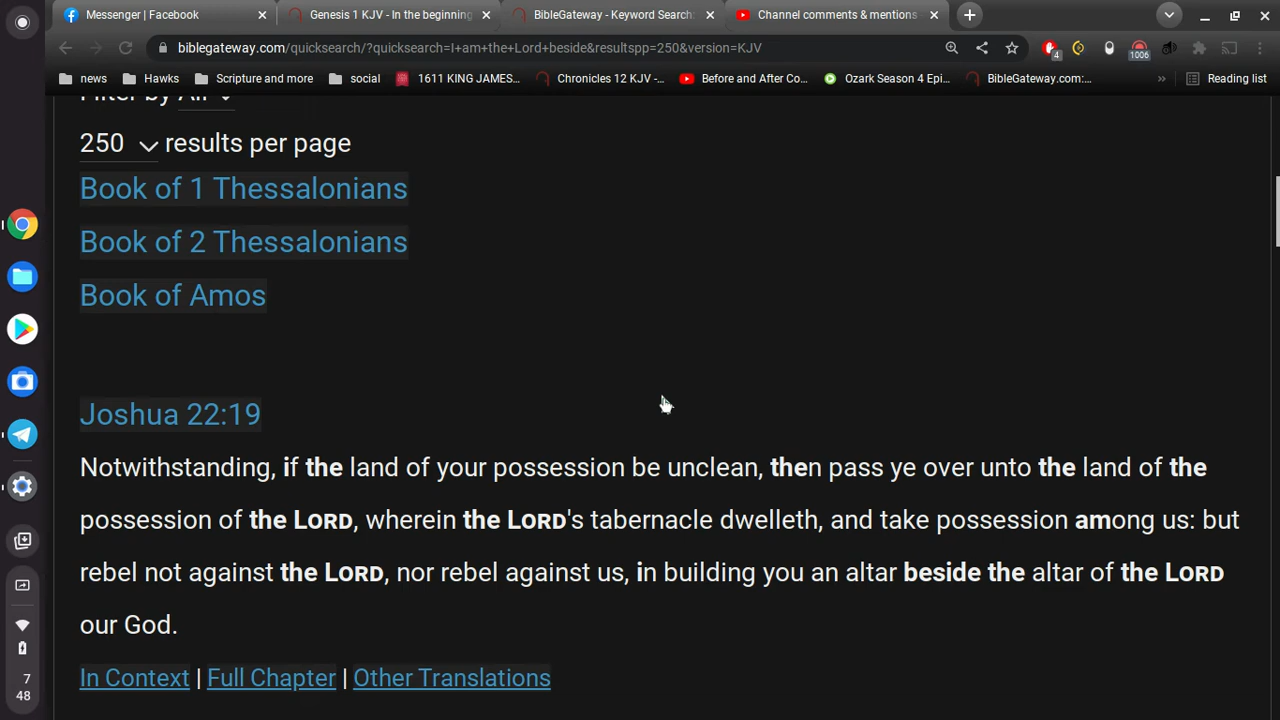 Messenger | Facebook
Genesis 1 KJV - In the beginning
BibleGateway - Keyword Search:
Channel comments & mentions
biblegateway.com/quicksearch/?quicksearch=I+am+the+Lord+beside&resultspp=250&version=KJV
4
1006
news
Hawks
Scripture and more
social
1611 KING JAMES...
Chronicles 12 KJV -...
Before and After Co...
Ozark Season 4 Epi...
BibleGateway.com:...
»
Reading list
Filter by All
250 results per page
Book of 1 Thessalonians
Book of 2 Thessalonians
Book of Amos
Joshua 22:19
Notwithstanding, if the land of your possession be unclean, then pass ye over unto the land of the
possession of the LORD, wherein the LORD's tabernacle dwelleth, and take possession among us: but
rebel not against the LORD, nor rebel against us, in building you an altar beside the altar of the LORD
our God.
In Context | Full Chapter | Other Translations
7
48